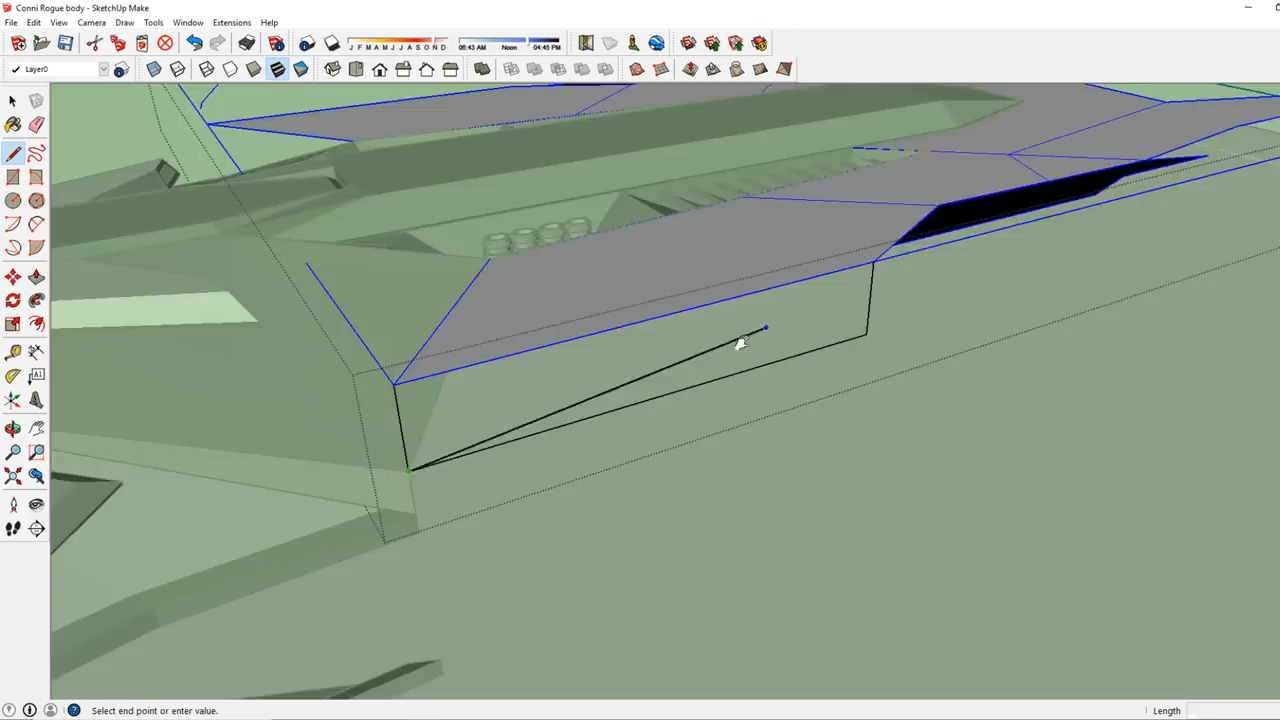 Conni Rogue body - SketchUp Make
File Edit View Camera Draw Tools Window Extensions Help
J F M A M J J A S O N D 06:43 AM Noon 04:45 PM
Layer0
A1
Select end point or enter value. Length